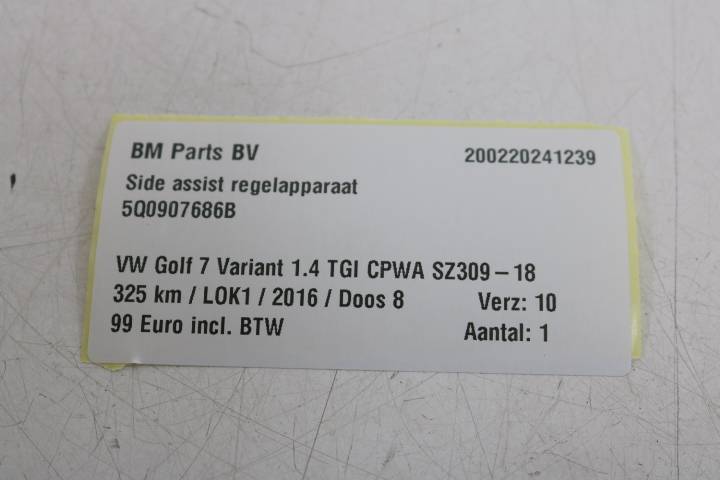 BM Parts BV 200220241239
Side assist regelapparaat
5Q0907686B
VW Golf 7 Variant 1.4 TGI CPWA SZ309-18
325 km / LOK1 / 2016 / Doos 8 Verz: 10
99 Euro incl. BTW Aantal: 1